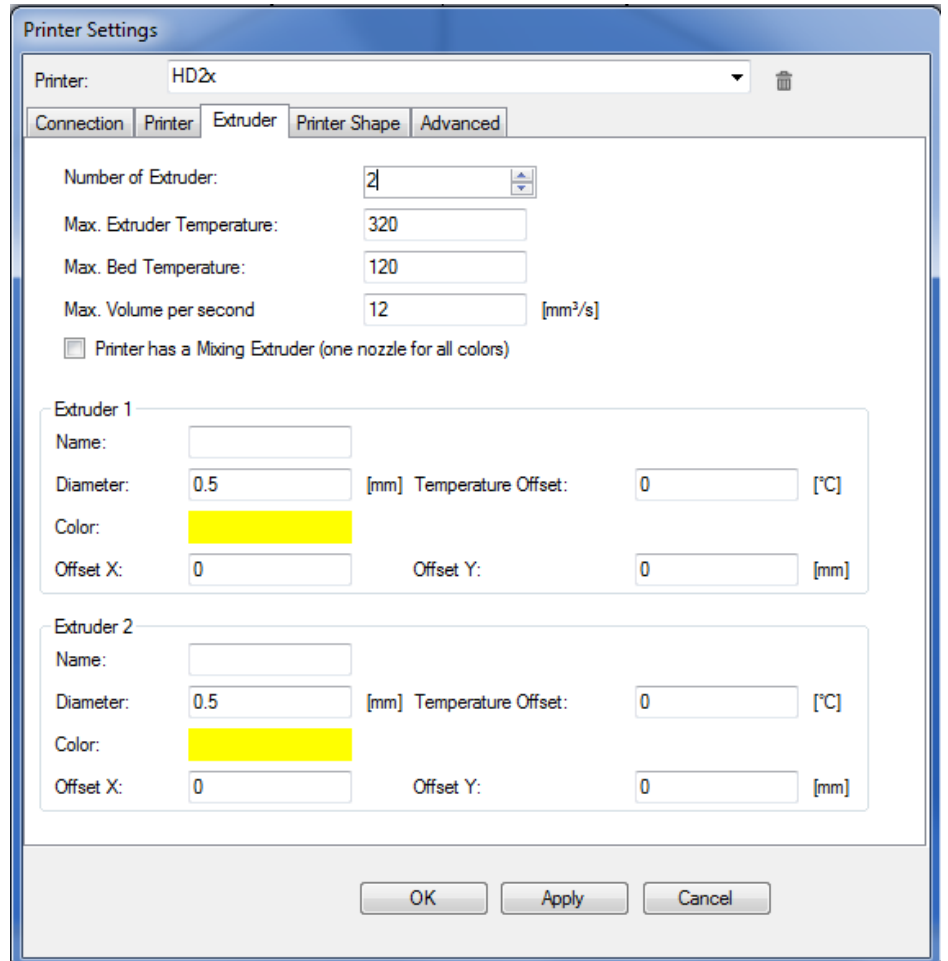 Printer Settings
Printer: HD2x
Connection Printer Extruder Printer Shape Advanced
Number of Extruder: 2
Max. Extruder Temperature: 320
Max. Bed Temperature: 120
Max. Volume per second 12 [mm³/s]
Printer has a Mixing Extruder (one nozzle for all colors)
Extruder 1
Name:
Diameter: 0.5 [mm] Temperature Offset: 0 [°C]
Color:
Offset X: 0 Offset Y: 0 [mm]
Extruder 2
Name:
Diameter: 0.5 [mm] Temperature Offset: 0 [°C]
Color:
Offset X: 0 Offset Y: 0 [mm]
OK Apply Cancel